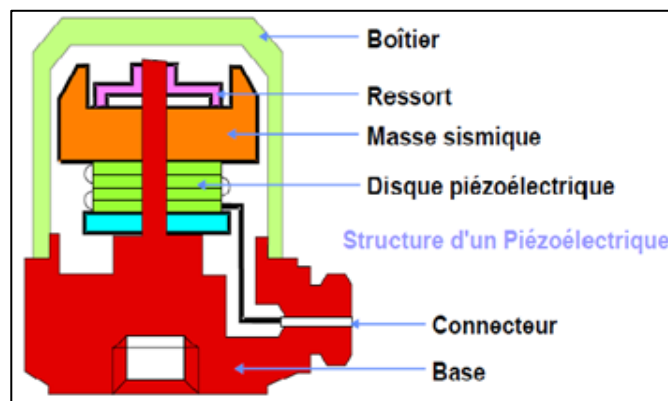 Boîtier
Ressort
Masse sismique
Disque piézoélectrique
Structure d'un Piézoélectrique
Connecteur
Base